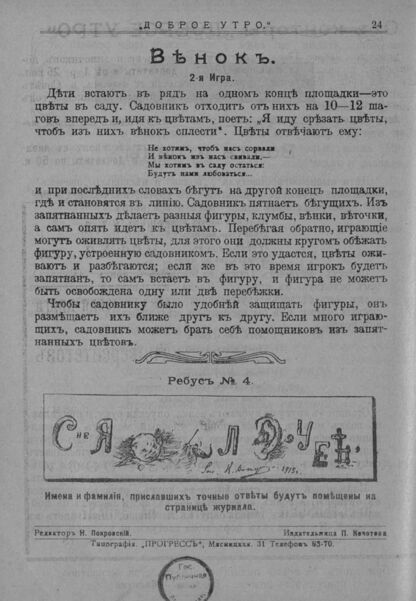 „ДОБРОЕ УТРО.“ 24
Вѣнокъ.
2-я Игра.
Дѣти встаютъ въ рядъ на одномъ концѣ площадки—это
цвѣты въ саду. Садовникъ отходитъ отъ нихъ на 10—12 ша-
говъ впередъ и, идя къ цвѣтамъ, поетъ: „Я иду срѣзать цвѣты,
чтобъ изъ нихъ вѣнокъ сплести“. Цвѣты отвѣчаютъ ему:
Не хотимъ, чтобъ насъ сорвали
И вѣнокъ изъ насъ свивали,—
Мы хотимъ въ саду остаться:
Будутъ нами любоваться...
и при послѣднихъ словахъ бѣгутъ на другой конецъ площадки,
гдѣ и становятся въ линію. Садовникъ пятнаетъ бѣгущихъ. Изъ
запятнанныхъ дѣлаетъ разныя фигуры, клумбы, вѣнки, вѣточки,
а самъ опять идетъ къ цвѣтамъ. Перебѣгая обратно, играющіе
могутъ оживлять цвѣты, для этого они должны кругомъ обѣжать
фигуру, устроенную садовникомъ. Если это удастся, цвѣты ожи-
ваютъ и разбѣгаются; если же въ это время игрокъ будетъ
запятнанъ, то самъ встаетъ въ фигуру, и фигура не можетъ
быть освобождена одну или двѣ перебѣжки.
Чтобы садовнику было удобнѣй защищать фигуры, онъ
размѣщаетъ ихъ ближе другъ къ другу. Если много играю-
щихъ, садовникъ можетъ брать себѣ помощниковъ изъ запят-
нанныхъ цвѣтовъ.
Ребусъ № 4.
С не Я Л О У Е Ѣ
1913.
Имена и фамиліи, приславшихъ точные отвѣты будутъ помѣщены на
страницѣ журнала.
Редакторъ Н. Покровскій. Издательница П. Кечетова
Типографія „ПРОГРЕССЪ“, Мясницкая, 31 Телефонъ 85-70.
Гос.
Публичная